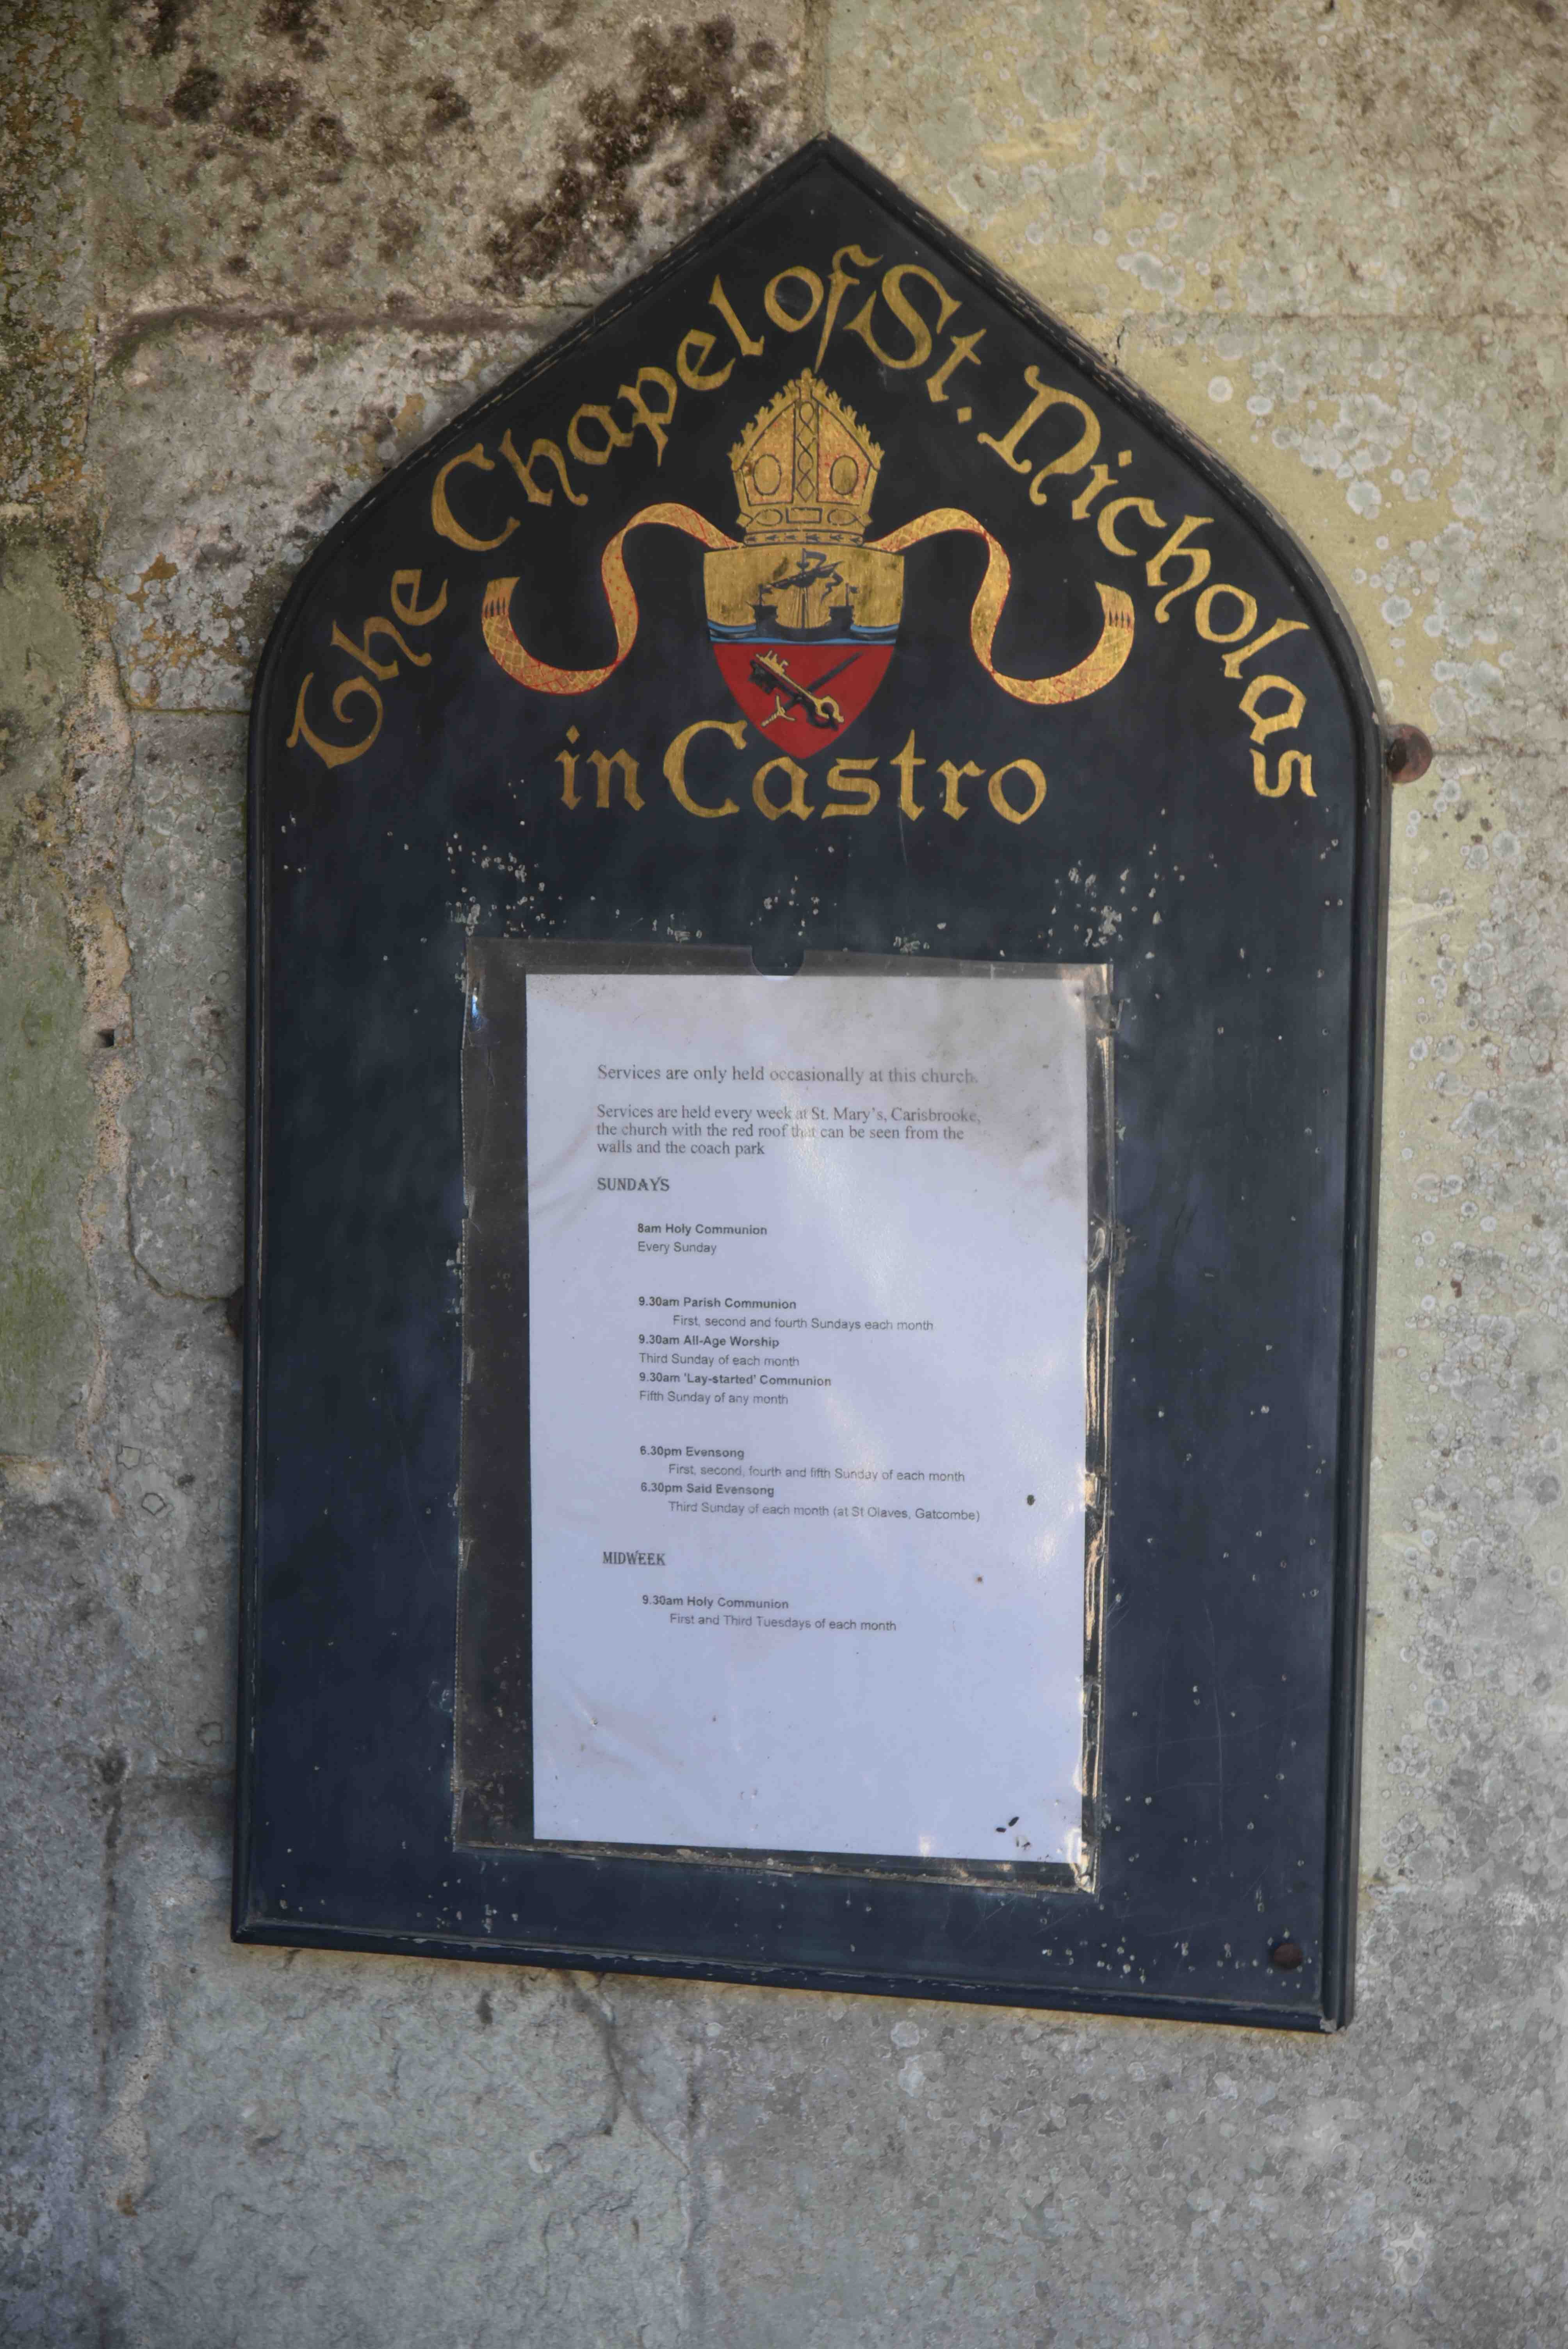 The Chapel of St. Nicholas
in Castro
Services are only held occasionally at this church.
Services are held every week at St. Mary's, Carisbrooke,
the church with the red roof that can be seen from the
walls and the coach park
SUNDAYS
8am Holy Communion
Every Sunday
9.30am Parish Communion
First, second and fourth Sundays each month
9.30am All-Age Worship
Third Sunday of each month
9.30am 'Lay-started' Communion
Fifth Sunday of any month
6.30pm Evensong
First, second, fourth and fifth Sunday of each month
6.30pm Said Evensong
Third Sunday of each month (at St Olaves, Gatcombe)
MIDWEEK
9.30am Holy Communion
First and Third Tuesdays of each month